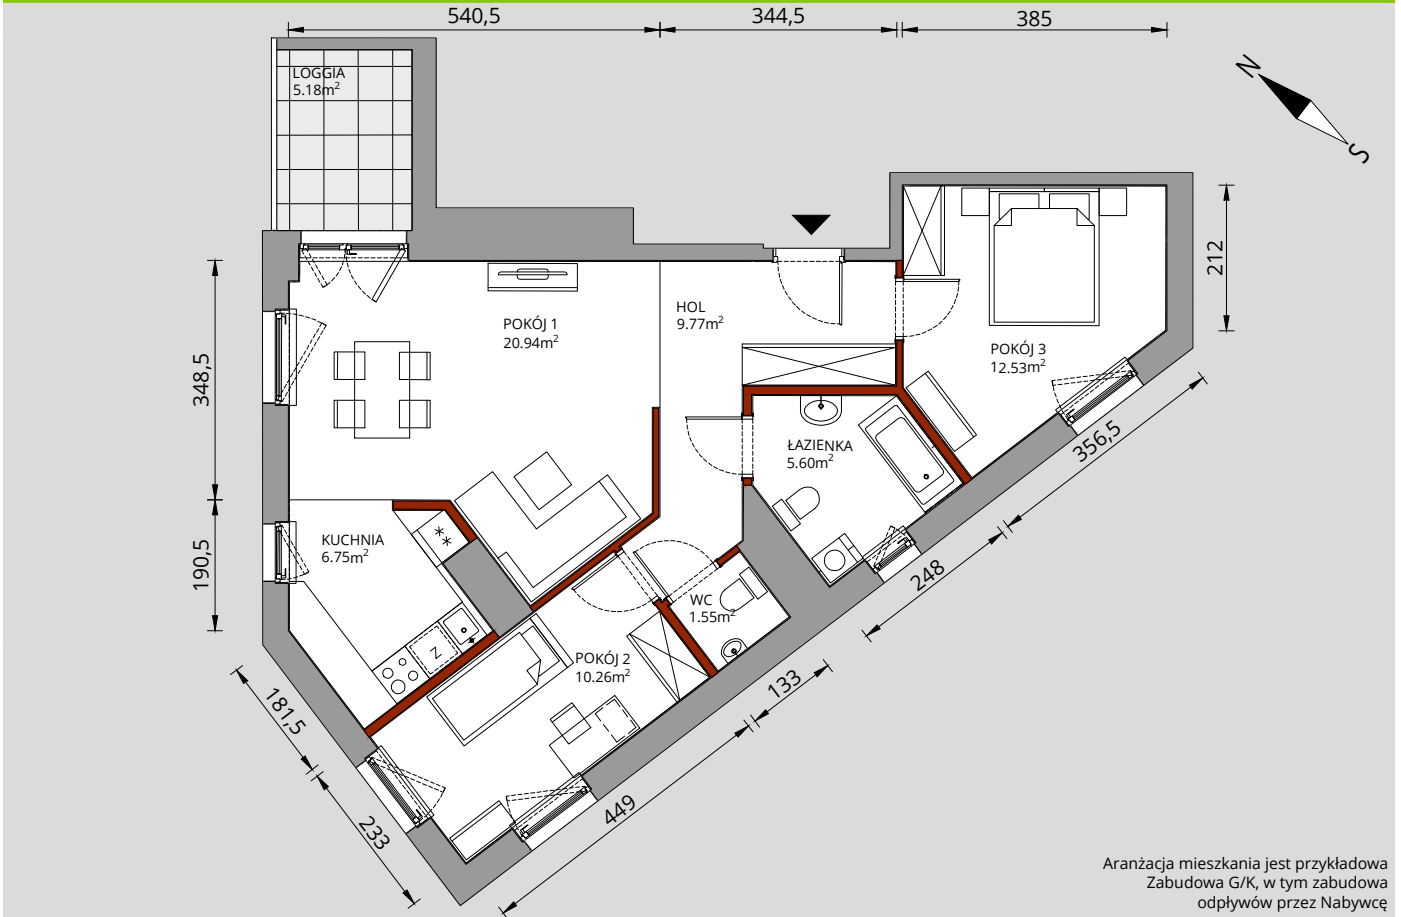 540,5
344,5
385
LOGGIA
5.18m²
N
S
212
HOL
9.77m²
POKÓJ 1
20.94m²
POKÓJ 3
12.53m²
348,5
ŁAZIENKA
5.60m²
356,5
KUCHNIA
6.75m²
**
190,5
248
WC
1.55m²
Z
POKÓJ 2
10.26m²
133
181,5
449
233
Aranżacja mieszkania jest przykładowa
Zabudowa G/K, w tym zabudowa
odpływów przez Nabywcę